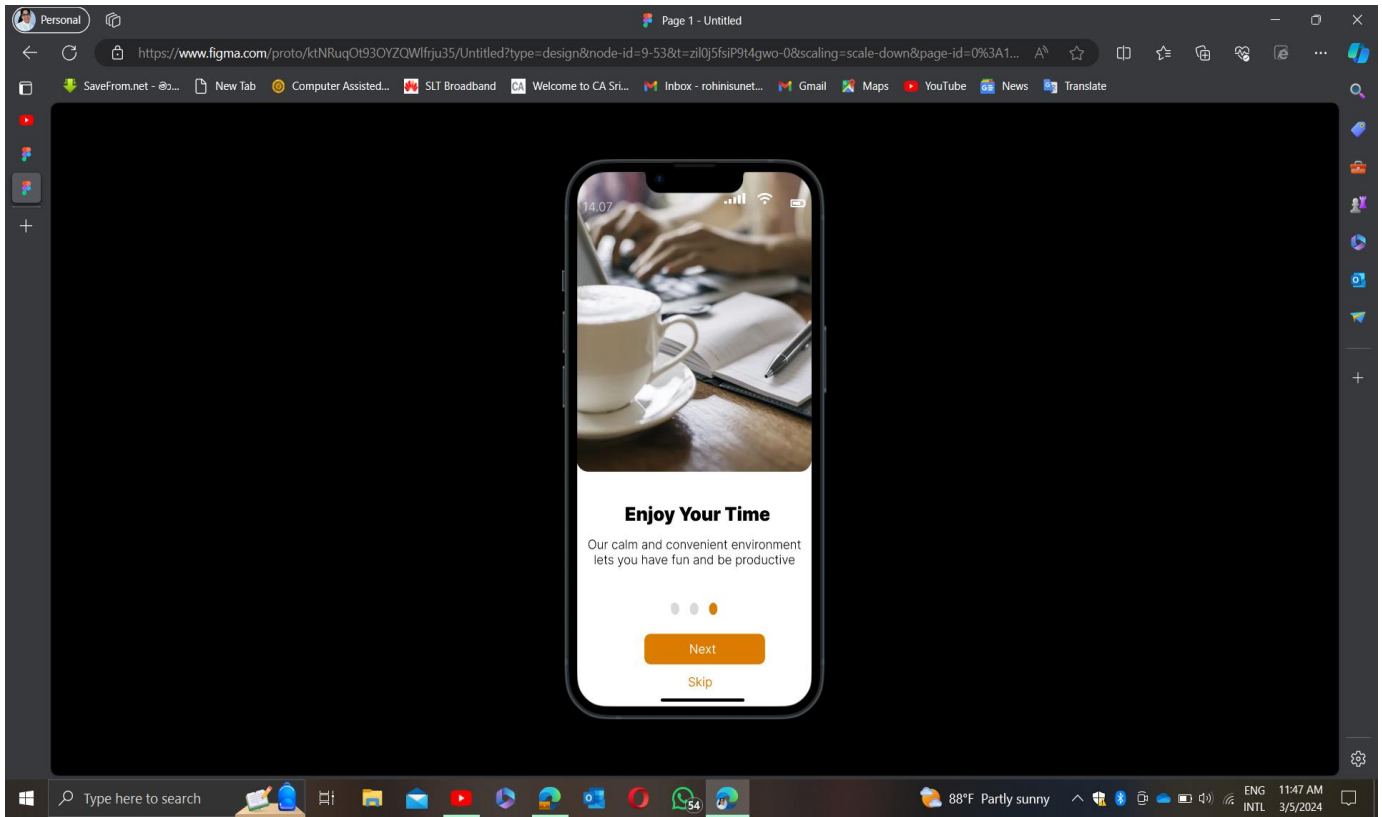 Personal
Page 1 - Untitled
https://www.figma.com/proto/ktNRuqOt93OYZQWlfrju35/Untitled?type=design&node-id=9-53&t=zil0j5fsiP9t4gwo-0&scaling=scale-down&page-id=0%3A1...
SaveFrom.net - මා... New Tab Computer Assisted... SLT Broadband CA Welcome to CA Sri... Inbox - rohinisunet... Gmail Maps YouTube GE News Translate
14.07
Enjoy Your Time
Our calm and convenient environment
lets you have fun and be productive
Next
Skip
Type here to search
54
88°F Partly sunny
ENG
INTL
11:47 AM
3/5/2024